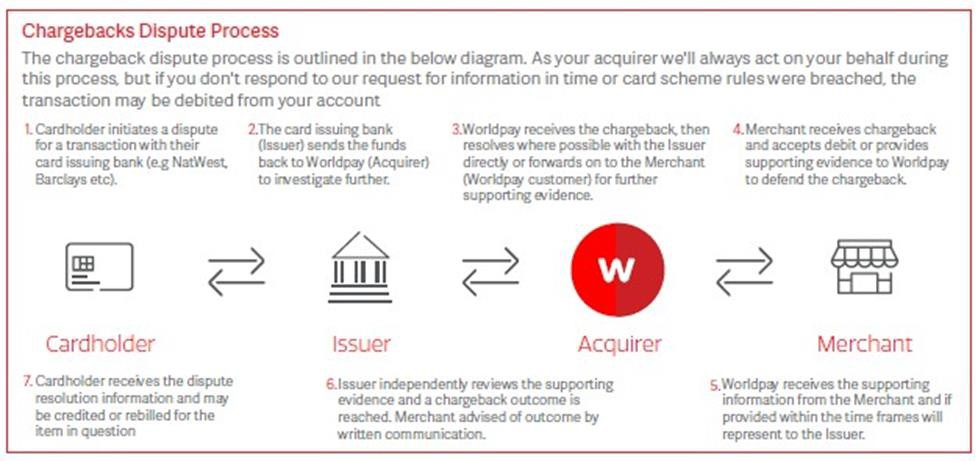 Chargebacks Dispute Process
The chargeback dispute process is outlined in the below diagram. As your acquirer we'll always act on your behalf during
this process, but if you don't respond to our request for information in time or card scheme rules were breached, the
transaction may be debited from your account
1. Cardholder initiates a dispute
for a transaction with their
card issuing bank (e.g NatWest,
Barclays etc).
2.The card issuing bank
(Issuer) sends the funds
back to Worldpay (Acquirer)
to investigate further.
3.Worldpay receives the chargeback, then
resolves where possible with the Issuer
directly or forwards on to the Merchant
(Worldpay customer) for further
supporting evidence.
4.Merchant receives chargeback
and accepts debit or provides
supporting evidence to Worldpay
to defend the chargeback.
W
Cardholder
Issuer
Acquirer
Merchant
7. Cardholder receives the dispute
resolution information and may
be credited or rebilled for the
item in question
6.Issuer independently reviews the supporting
evidence and a chargeback outcome is
reached. Merchant advised of outcome by
written communication.
5.Worldpay receives the supporting
information from the Merchant and if
provided within the time frames will
represent to the Issuer.